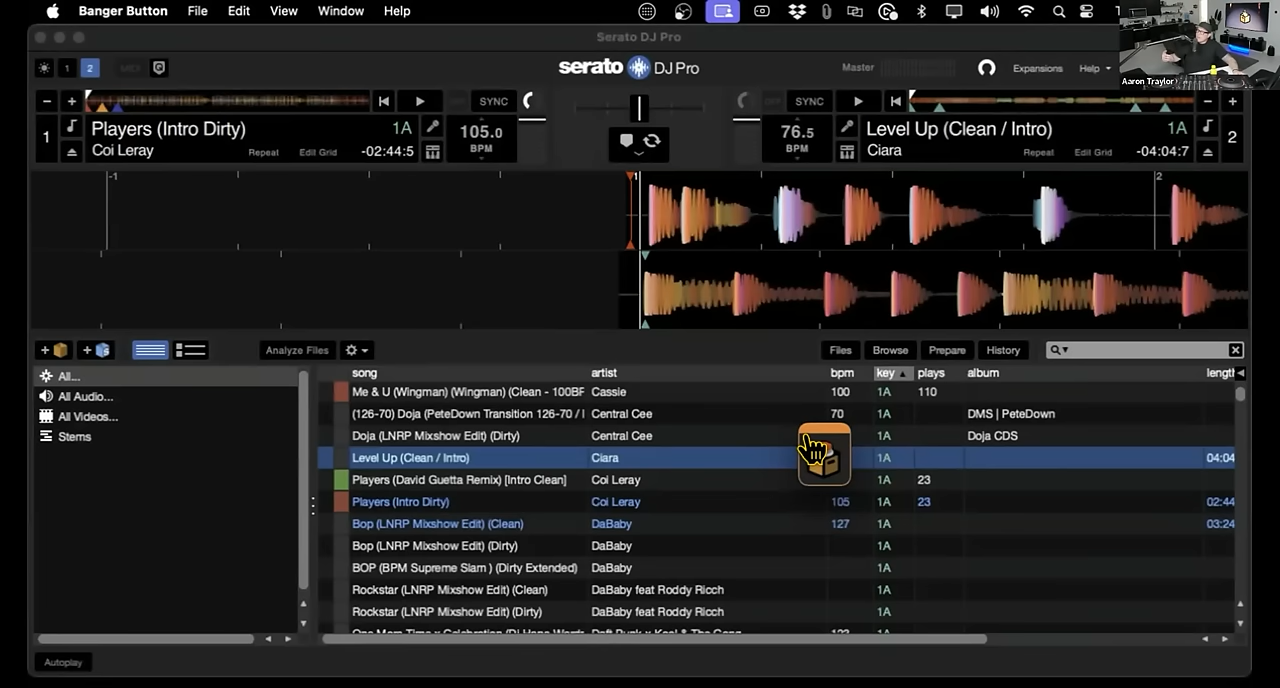 Banger Button File Edit View Window Help
Aaron Traylor
Serato DJ Pro
1 2 MIDI
serato DJ Pro
Master
Expansions Help
SYNC
SYNC
1 Players (Intro Dirty) 1A
Coi Leray Repeat Edit Grid -02:44:5
105.0
BPM
76.5
BPM
Level Up (Clean / Intro) 1A 2
Ciara Repeat Edit Grid -04:04:7
-1 1 2
Analyze Files Files Browse Prepare History
song artist bpm key plays album length
All...
All Audio...
All Videos...
Stems
Me & U (Wingman) (Wingman) (Clean - 100BP Cassie 100 1A 110
(126-70) Doja (PeteDown Transition 126-70 / Central Cee 70 1A DMS | PeteDown
Doja (LNRP Mixshow Edit) (Dirty) Central Cee 1A Doja CDS
Level Up (Clean / Intro) Ciara 1A 04:04
Players (David Guetta Remix) [Intro Clean] Coi Leray 1A 23
Players (Intro Dirty) Coi Leray 105 1A 23 02:44
Bop (LNRP Mixshow Edit) (Clean) DaBaby 127 1A 03:24
Bop (LNRP Mixshow Edit) (Dirty) DaBaby 1A
BOP (BPM Supreme Slam ) (Dirty Extended) DaBaby 1A
Rockstar (LNRP Mixshow Edit) (Clean) DaBaby feat Roddy Ricch 1A
Rockstar (LNRP Mixshow Edit) (Dirty) DaBaby feat Roddy Ricch 1A
Autoplay